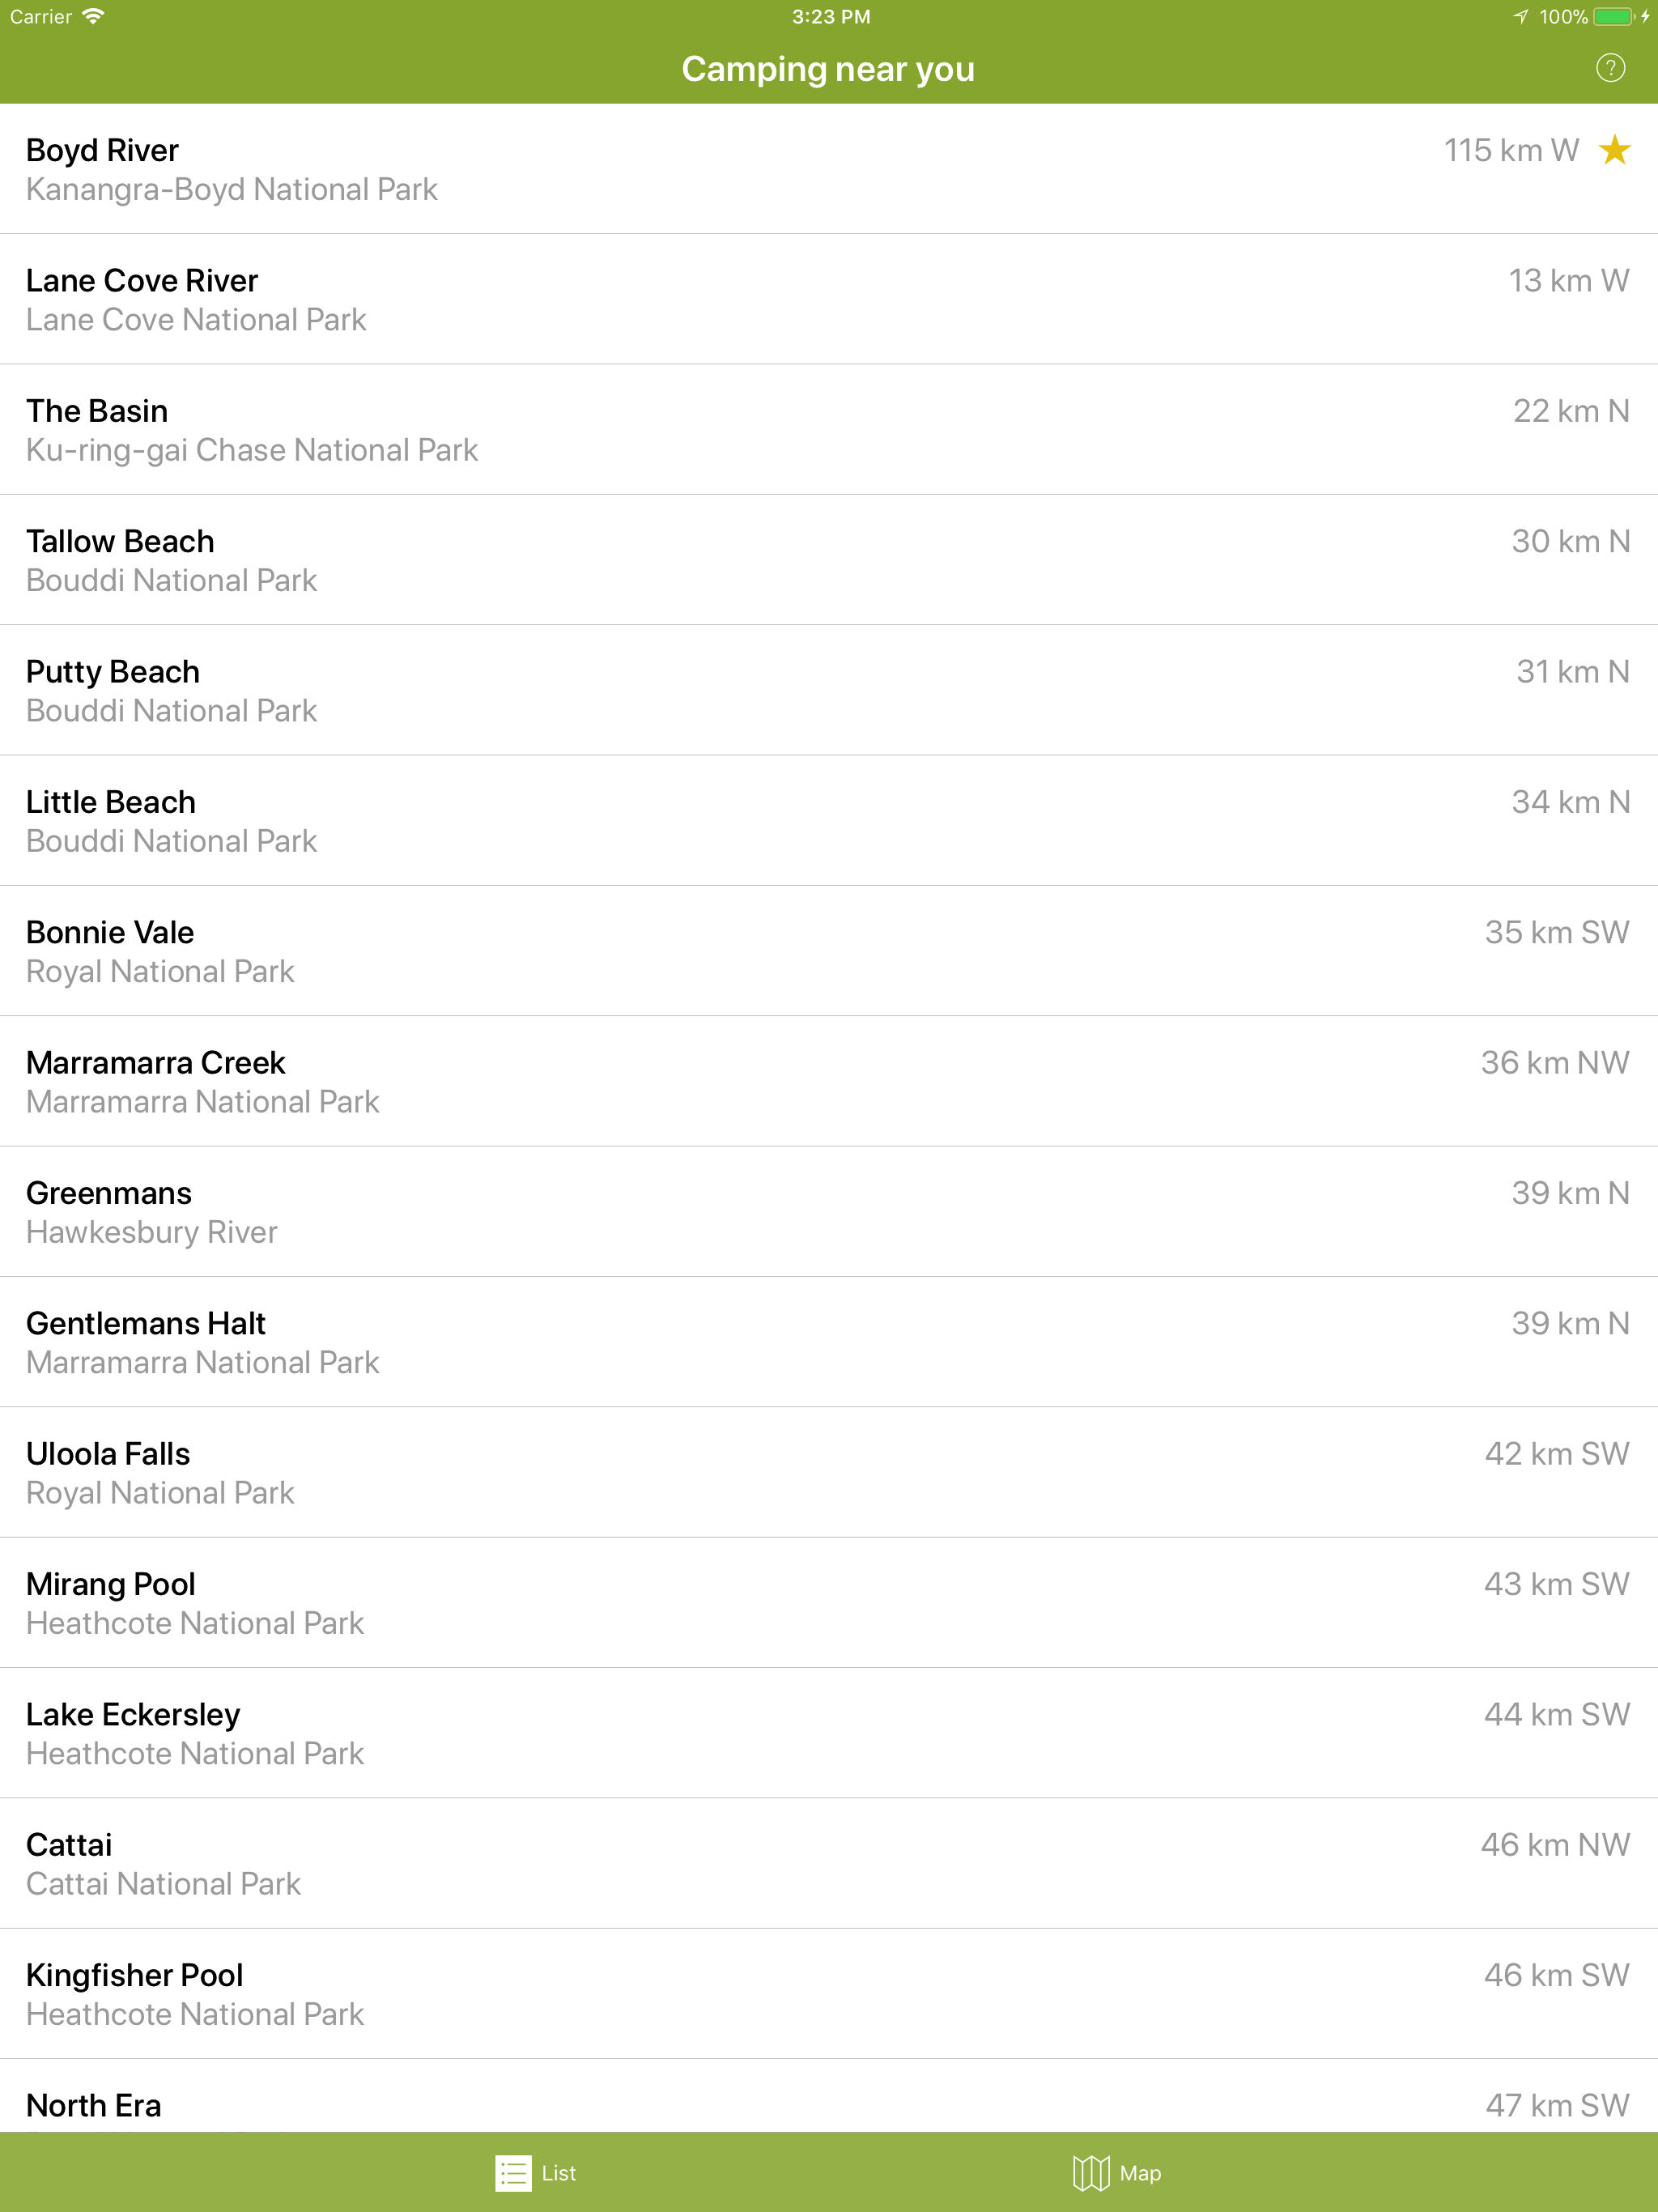 Carrier 3:23 PM 100%
Camping near you ?
Boyd River 115 km W
Kanangra-Boyd National Park
Lane Cove River 13 km W
Lane Cove National Park
The Basin 22 km N
Ku-ring-gai Chase National Park
Tallow Beach 30 km N
Bouddi National Park
Putty Beach 31 km N
Bouddi National Park
Little Beach 34 km N
Bouddi National Park
Bonnie Vale 35 km SW
Royal National Park
Marramarra Creek 36 km NW
Marramarra National Park
Greenmans 39 km N
Hawkesbury River
Gentlemans Halt 39 km N
Marramarra National Park
Uloola Falls 42 km SW
Royal National Park
Mirang Pool 43 km SW
Heathcote National Park
Lake Eckersley 44 km SW
Heathcote National Park
Cattai 46 km NW
Cattai National Park
Kingfisher Pool 46 km SW
Heathcote National Park
North Era 47 km SW
List Map